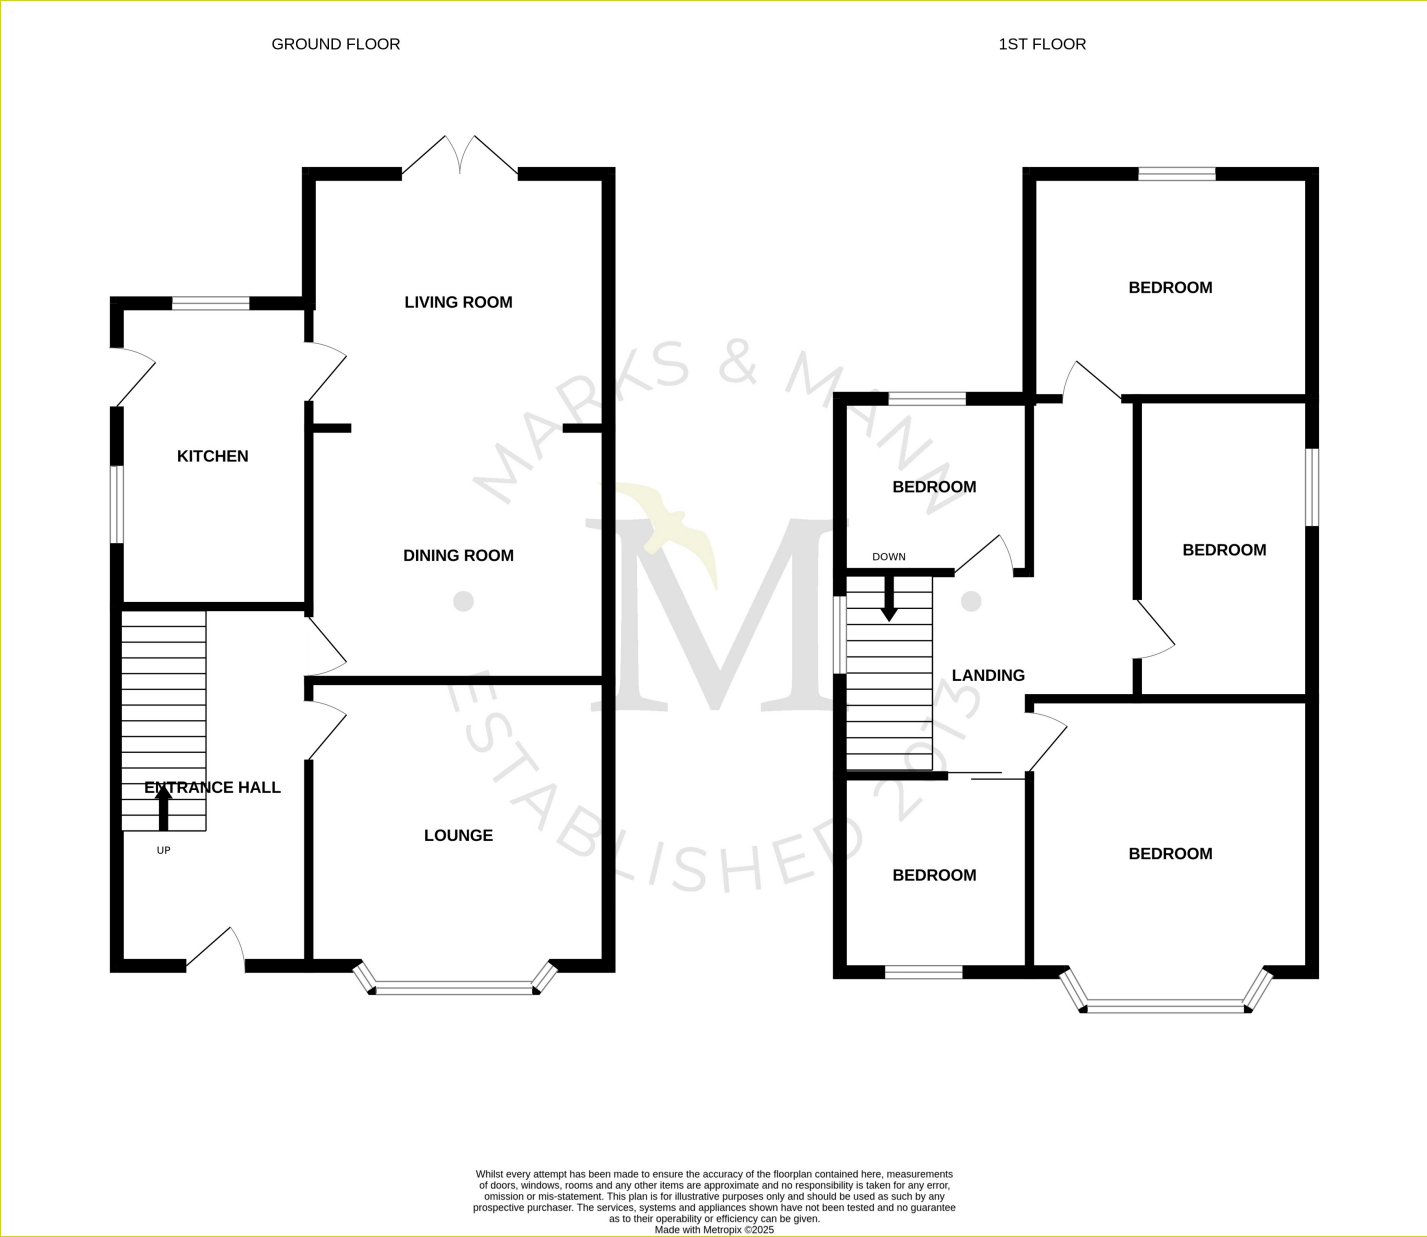 GROUND FLOOR
1ST FLOOR
LIVING ROOM
KITCHEN
DINING ROOM
ENTRANCE HALL
UP
LOUNGE
BEDROOM
BEDROOM
BEDROOM
DOWN
LANDING
BEDROOM
BEDROOM
MARKS & MANN
M
ESTABLISHED 2013
Whilst every attempt has been made to ensure the accuracy of the floorplan contained here, measurements
of doors, windows, rooms and any other items are approximate and no responsibility is taken for any error,
omission or mis-statement. This plan is for illustrative purposes only and should be used as such by any
prospective purchaser. The services, systems and appliances shown have not been tested and no guarantee
as to their operability or efficiency can be given.
Made with Metropix ©2025